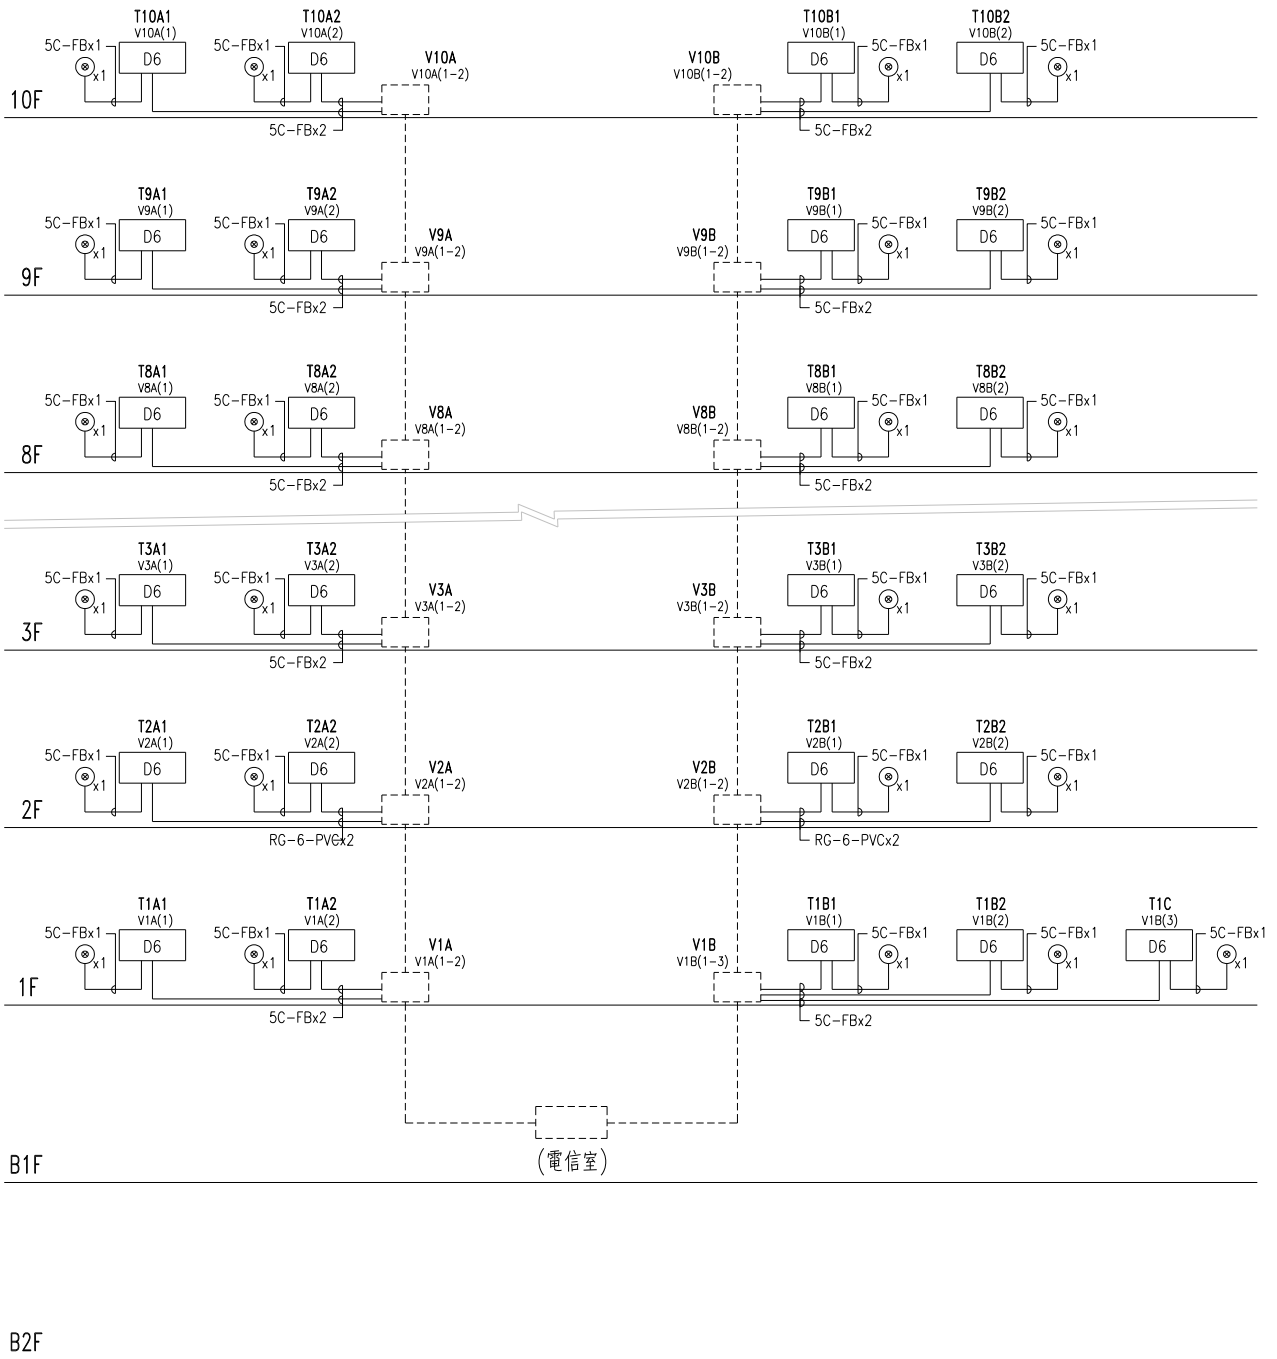 T10A1
V10A(1)
5C-FBx1
D6
x1
T10A2
V10A(2)
5C-FBx1
D6
x1
V10A
V10A(1-2)
5C-FBx2
V10B
V10B(1-2)
T10B1
V10B(1)
D6
5C-FBx1
x1
T10B2
V10B(2)
D6
5C-FBx1
x1
5C-FBx2
10F
T9A1
V9A(1)
5C-FBx1
D6
x1
T9A2
V9A(2)
5C-FBx1
D6
x1
V9A
V9A(1-2)
5C-FBx2
V9B
V9B(1-2)
T9B1
V9B(1)
D6
5C-FBx1
x1
T9B2
V9B(2)
D6
5C-FBx1
x1
5C-FBx2
9F
T8A1
V8A(1)
5C-FBx1
D6
x1
T8A2
V8A(2)
5C-FBx1
D6
x1
V8A
V8A(1-2)
5C-FBx2
V8B
V8B(1-2)
T8B1
V8B(1)
D6
5C-FBx1
x1
T8B2
V8B(2)
D6
5C-FBx1
x1
5C-FBx2
8F
T3A1
V3A(1)
5C-FBx1
D6
x1
T3A2
V3A(2)
5C-FBx1
D6
x1
V3A
V3A(1-2)
5C-FBx2
V3B
V3B(1-2)
T3B1
V3B(1)
D6
5C-FBx1
x1
T3B2
V3B(2)
D6
5C-FBx1
x1
5C-FBx2
3F
T2A1
V2A(1)
5C-FBx1
D6
x1
T2A2
V2A(2)
5C-FBx1
D6
x1
V2A
V2A(1-2)
RG-6-PVCx2
V2B
V2B(1-2)
T2B1
V2B(1)
D6
5C-FBx1
x1
T2B2
V2B(2)
D6
5C-FBx1
x1
RG-6-PVCx2
2F
T1A1
V1A(1)
5C-FBx1
D6
x1
T1A2
V1A(2)
5C-FBx1
D6
x1
V1A
V1A(1-2)
5C-FBx2
V1B
V1B(1-3)
T1B1
V1B(1)
D6
5C-FBx1
x1
T1B2
V1B(2)
D6
5C-FBx1
x1
T1C
V1B(3)
D6
5C-FBx1
x1
5C-FBx2
1F
(電信室)
B1F
B2F